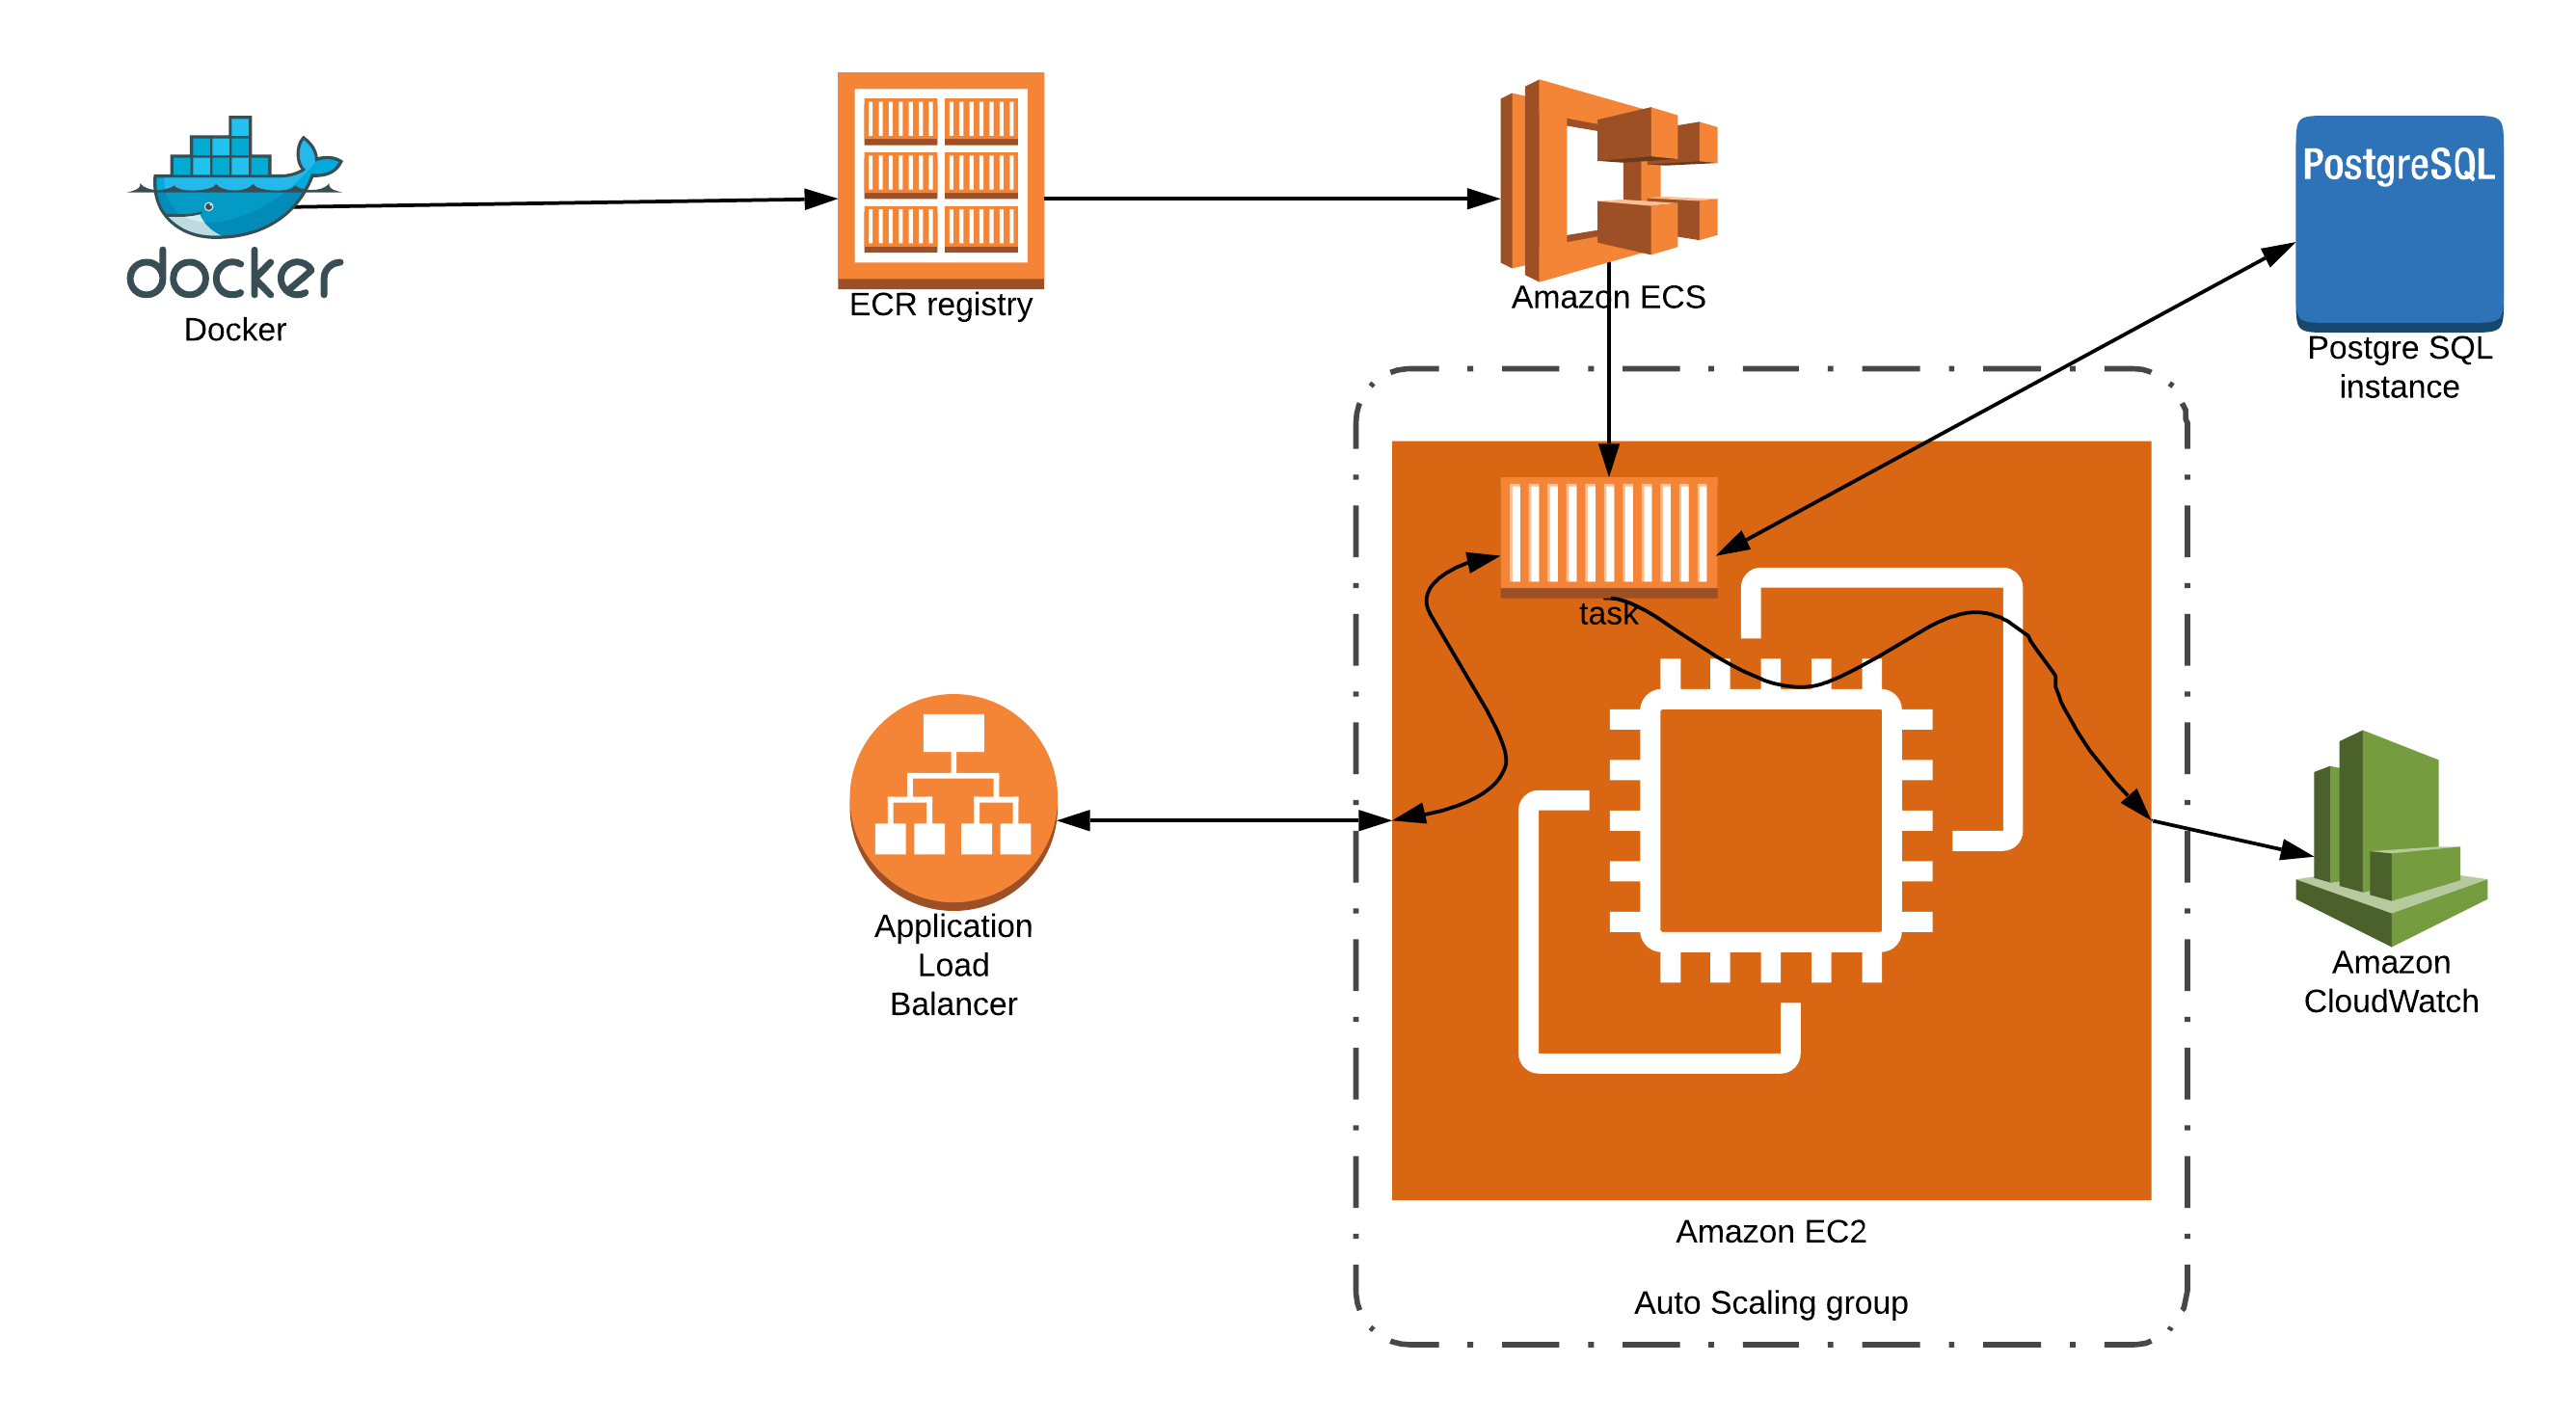 docker
Docker
ECR registry
Amazon ECS
PostgreSQL
Postgre SQL
instance
task
Application
Load
Balancer
Amazon
CloudWatch
Amazon EC2
Auto Scaling group